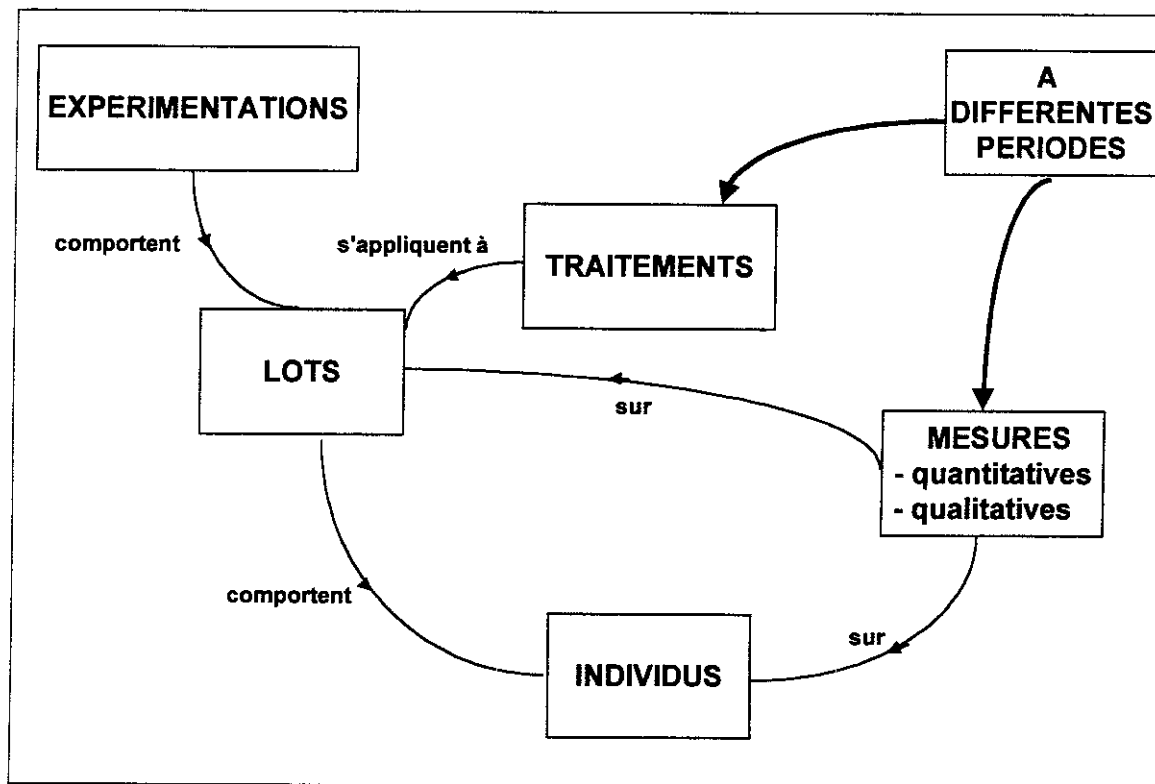 EXPERIMENTATIONS
A
DIFFERENTES
PERIODES
comportent
s'appliquent à
TRAITEMENTS
LOTS
sur
MESURES
- quantitatives
- qualitatives
comportent
sur
INDIVIDUS